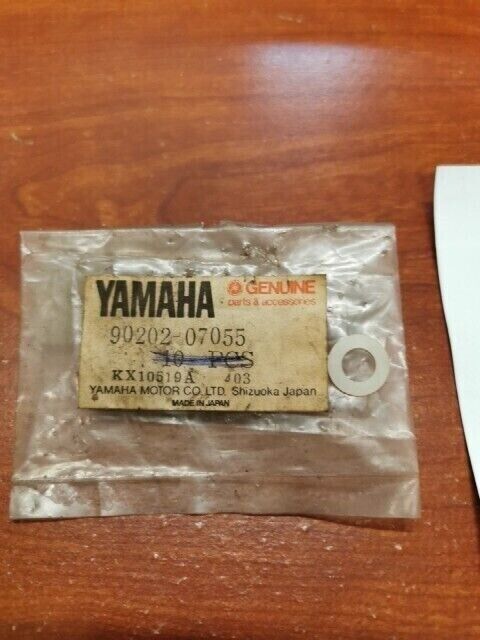 YAMAHA
GENUINE
parts & accessories
90202-07055
10 PCS
KX10519A 403
YAMAHA MOTOR CO. LTD. Shizuoka Japan
MADE IN JAPAN